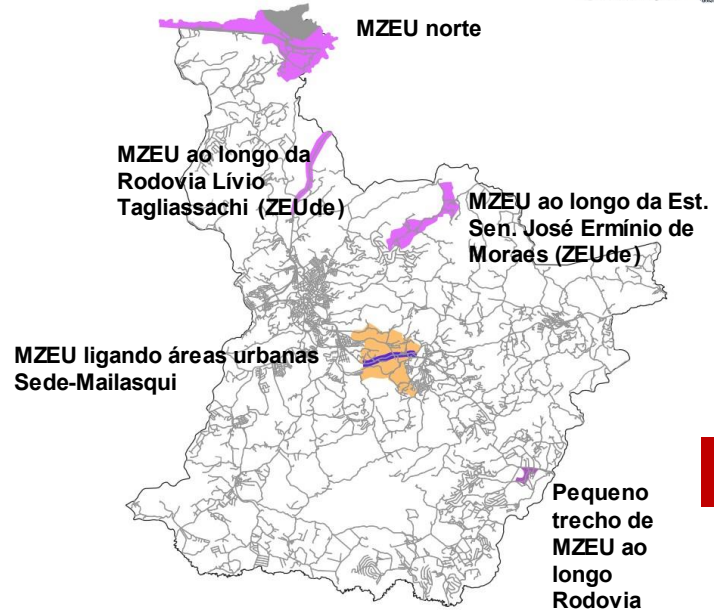 MZEU norte
MZEU ao longo da
Rodovia Lívio
Tagliassachi (ZEUde)
MZEU ao longo da Est.
Sen. José Ermínio de
Moraes (ZEUde)
MZEU ligando áreas urbanas
Sede-Mailasqui
Pequeno
trecho de
MZEU ao
longo
Rodovia